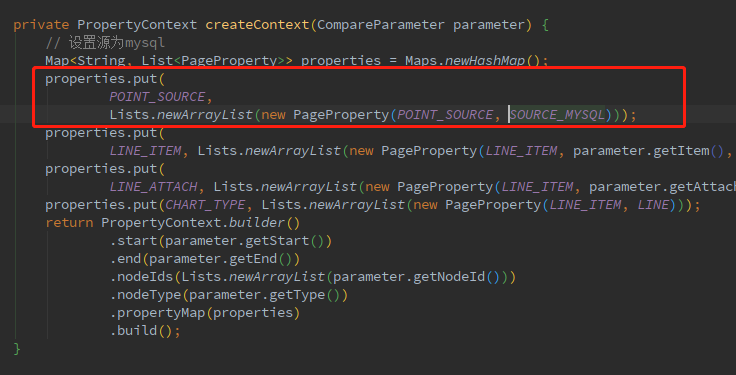 private PropertyContext createContext(CompareParameter parameter) {
// 设置源为mysql
Map<String, List<PageProperty>> properties = Maps.newHashMap();
properties.put(
POINT_SOURCE,
Lists.newArrayList(new PageProperty(POINT_SOURCE, SOURCE_MYSQL)));
properties.put(
LINE_ITEM, Lists.newArrayList(new PageProperty(LINE_ITEM, parameter.getItem(),
properties.put(
LINE_ATTACH, Lists.newArrayList(new PageProperty(LINE_ITEM, parameter.getAttach
properties.put(CHART_TYPE, Lists.newArrayList(new PageProperty(LINE_ITEM, LINE)));
return PropertyContext.builder()
.start(parameter.getStart())
.end(parameter.getEnd())
.nodeIds(Lists.newArrayList(parameter.getNodeId()))
.nodeType(parameter.getType())
.propertyMap(properties)
.build();
}